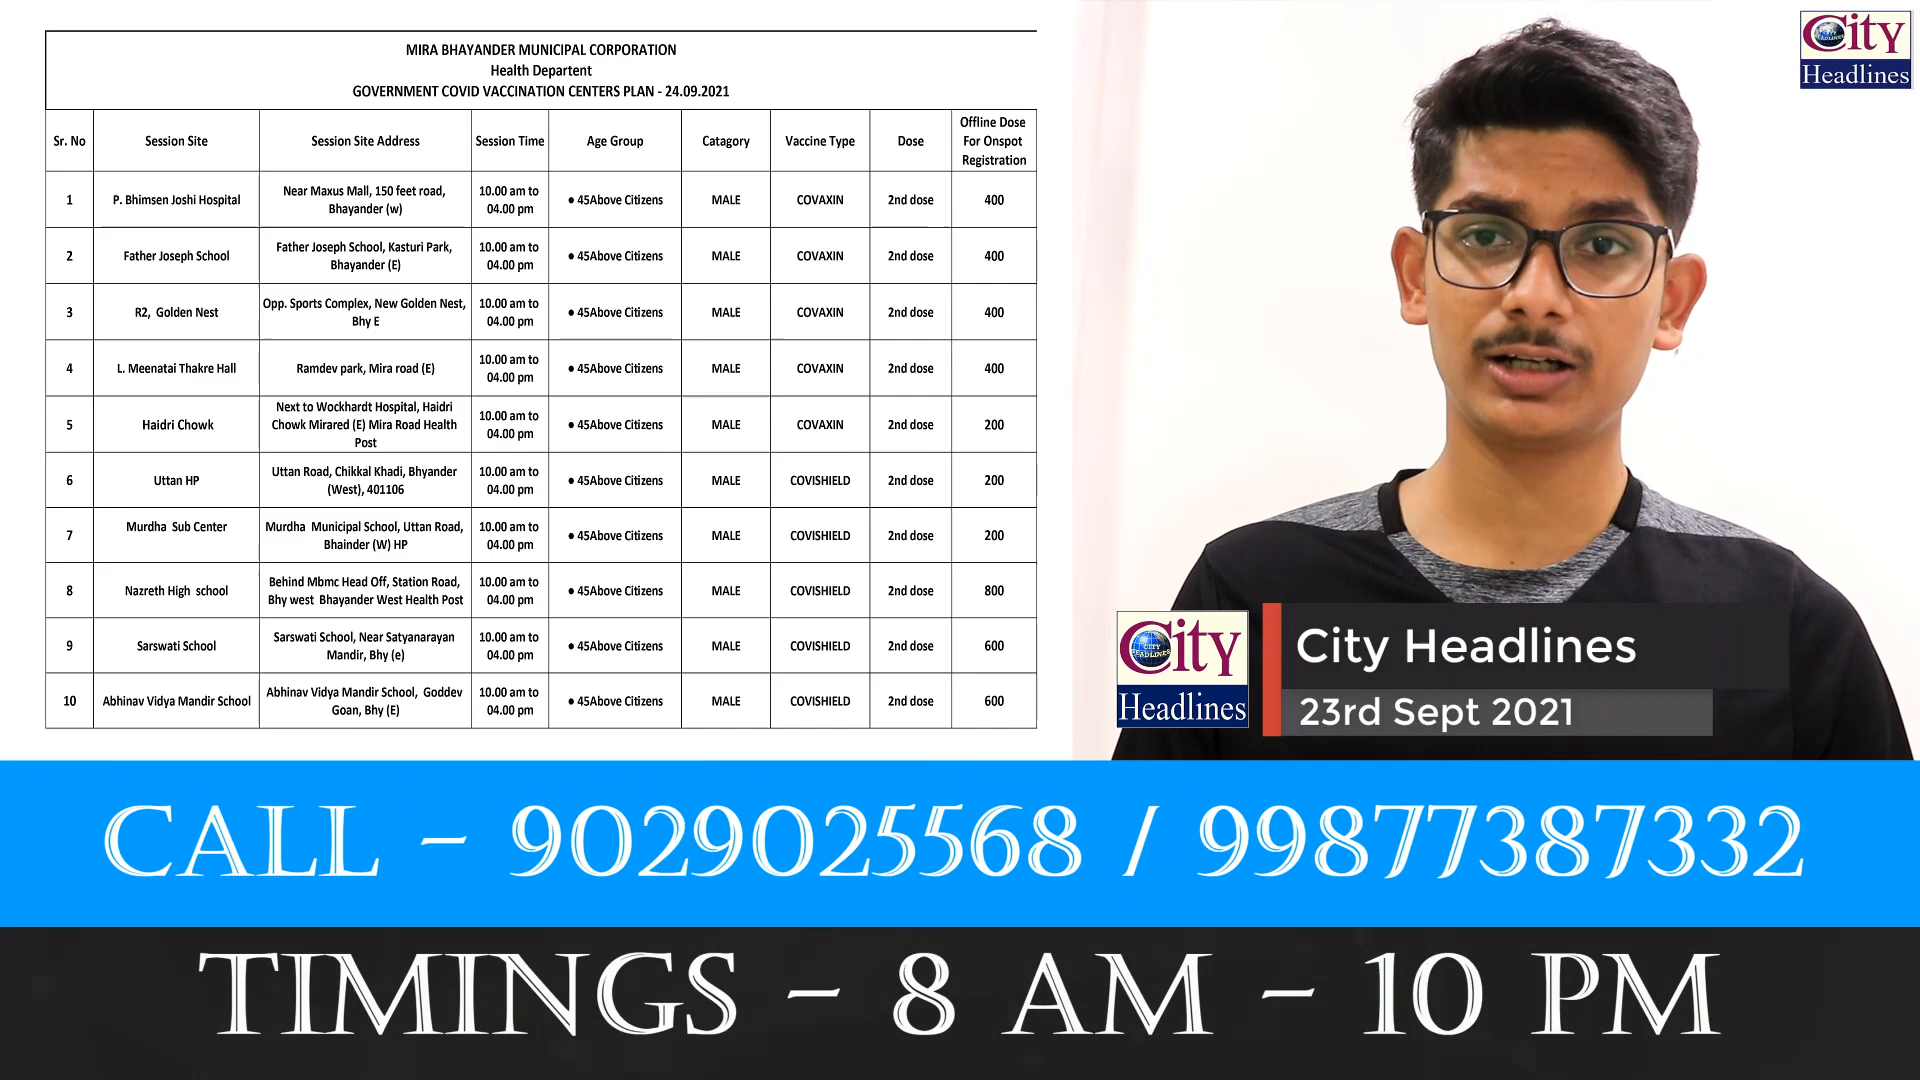 MIRA BHAYANDER MUNICIPAL CORPORATION
Health Departent
GOVERNMENT COVID VACCINATION CENTERS PLAN - 24.09.2021
Sr. No Session Site Session Site Address Session Time Age Group Catagory Vaccine Type Dose Offline Dose For Onspot Registration
1 P. Bhimsen Joshi Hospital Near Maxus Mall, 150 feet road, Bhayander (w) 10.00 am to 04.00 pm • 45Above Citizens MALE COVAXIN 2nd dose 400
2 Father Joseph School Father Joseph School, Kasturi Park, Bhayander (E) 10.00 am to 04.00 pm • 45Above Citizens MALE COVAXIN 2nd dose 400
3 R2, Golden Nest Opp. Sports Complex, New Golden Nest, Bhy E 10.00 am to 04.00 pm • 45Above Citizens MALE COVAXIN 2nd dose 400
4 L. Meenatai Thakre Hall Ramdev park, Mira road (E) 10.00 am to 04.00 pm • 45Above Citizens MALE COVAXIN 2nd dose 400
5 Haidri Chowk Next to Wockhardt Hospital, Haidri Chowk Mirared (E) Mira Road Health Post 10.00 am to 04.00 pm • 45Above Citizens MALE COVAXIN 2nd dose 200
6 Uttan HP Uttan Road, Chikkal Khadi, Bhyander (West), 401106 10.00 am to 04.00 pm • 45Above Citizens MALE COVISHIELD 2nd dose 200
7 Murdha Sub Center Murdha Municipal School, Uttan Road, Bhainder (W) HP 10.00 am to 04.00 pm • 45Above Citizens MALE COVISHIELD 2nd dose 200
8 Nazreth High school Behind Mbmc Head Off, Station Road, Bhy west Bhayander West Health Post 10.00 am to 04.00 pm • 45Above Citizens MALE COVISHIELD 2nd dose 800
9 Sarswati School Sarswati School, Near Satyanarayan Mandir, Bhy (e) 10.00 am to 04.00 pm • 45Above Citizens MALE COVISHIELD 2nd dose 600
10 Abhinav Vidya Mandir School Abhinav Vidya Mandir School, Goddev Goan, Bhy (E) 10.00 am to 04.00 pm • 45Above Citizens MALE COVISHIELD 2nd dose 600
City
Headlines
City
CITY HEADLINES
Headlines
City Headlines
23rd Sept 2021
CALL - 9029025568 / 99877387332
TIMINGS - 8 AM - 10 PM